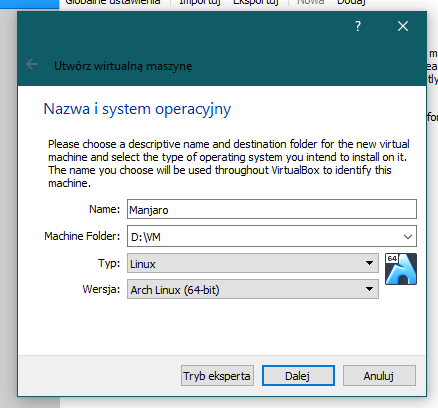 Globalne ustawienia Importuj Eksportuj Nowa Dodaj
?
Utwórz wirtualną maszynę
Nazwa i system operacyjny
Please choose a descriptive name and destination folder for the new virtual
machine and select the type of operating system you intend to install on it.
The name you choose will be used throughout VirtualBox to identify this
machine.
Name: Manjaro
Machine Folder: D:\VM
Typ: Linux
64
Wersja: Arch Linux (64-bit)
Tryb eksperta Dalej Anuluj